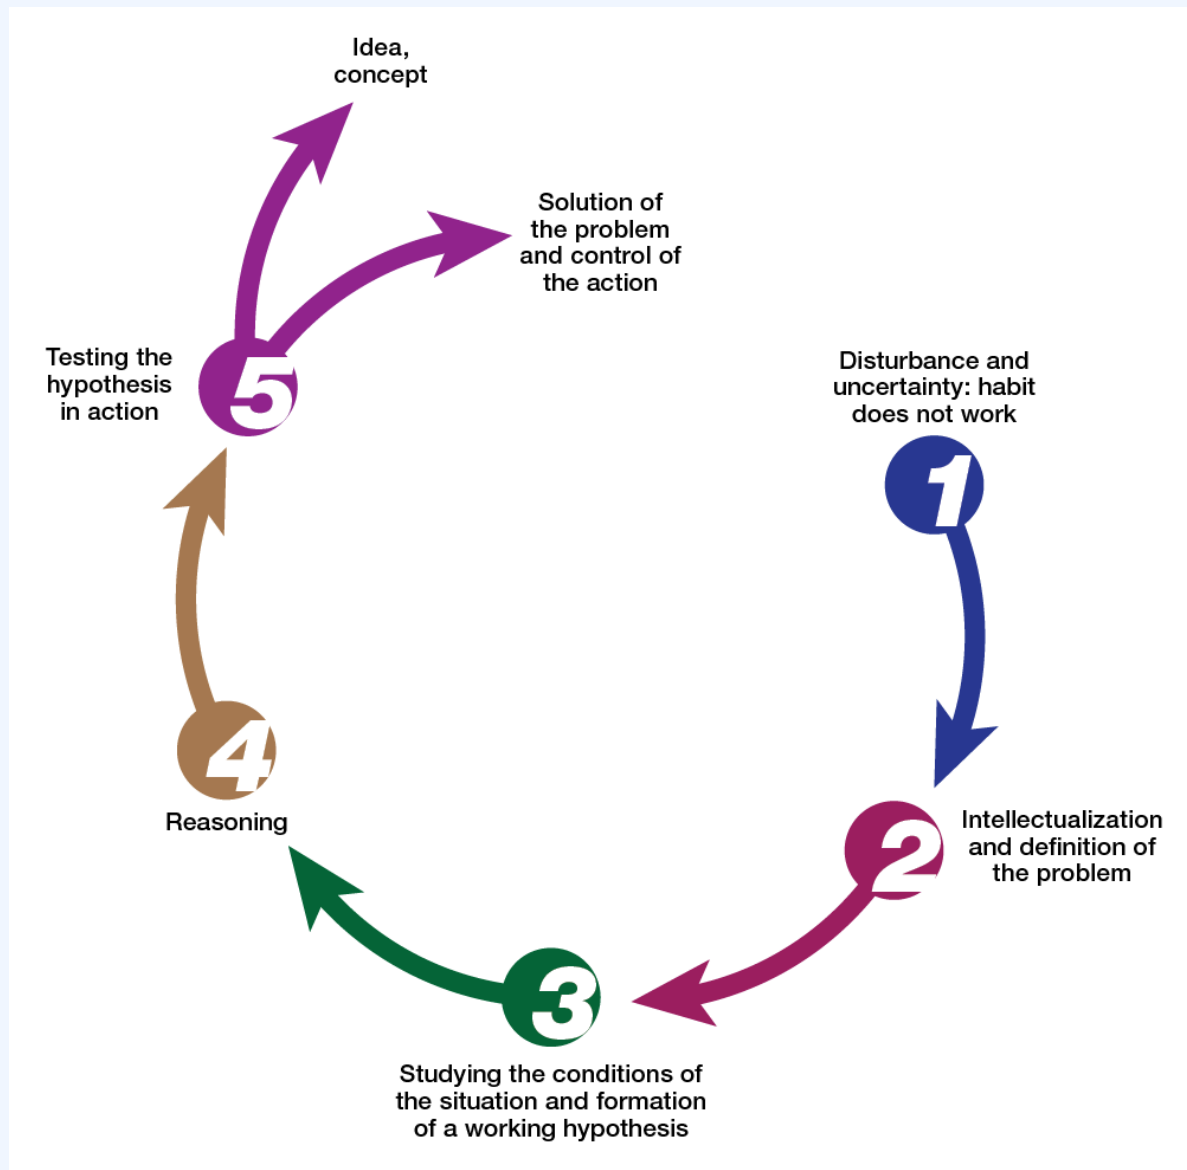 Idea,
concept
Solution of
the problem
and control of
the action
Testing the
hypothesis
in action
5
Disturbance and
uncertainty: habit
does not work
1
4
Reasoning
2
Intellectualization
and definition of
the problem
3
Studying the conditions of
the situation and formation
of a working hypothesis